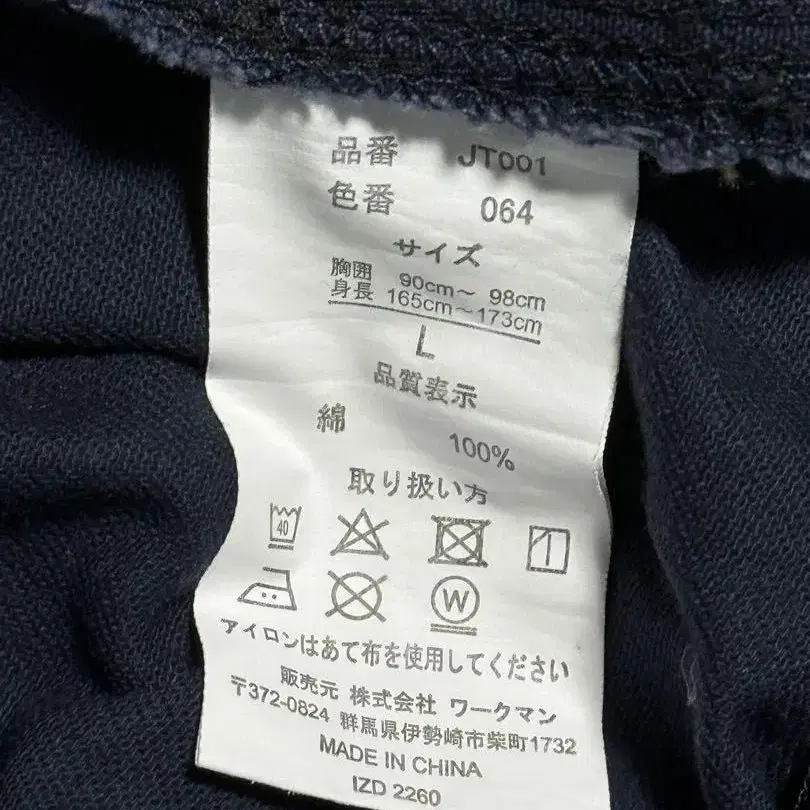 品番 JT001
色番 064
サイズ
胸囲 90cm～ 98cm
身長 165cm～173cm
L
品質表示
綿 100%
取り扱い方
40
W
アイロンはあて布を使用してください
販売元 株式会社 ワークマン
〒372-0824 群馬県伊勢崎市柴町1732
MADE IN CHINA
IZD 2260